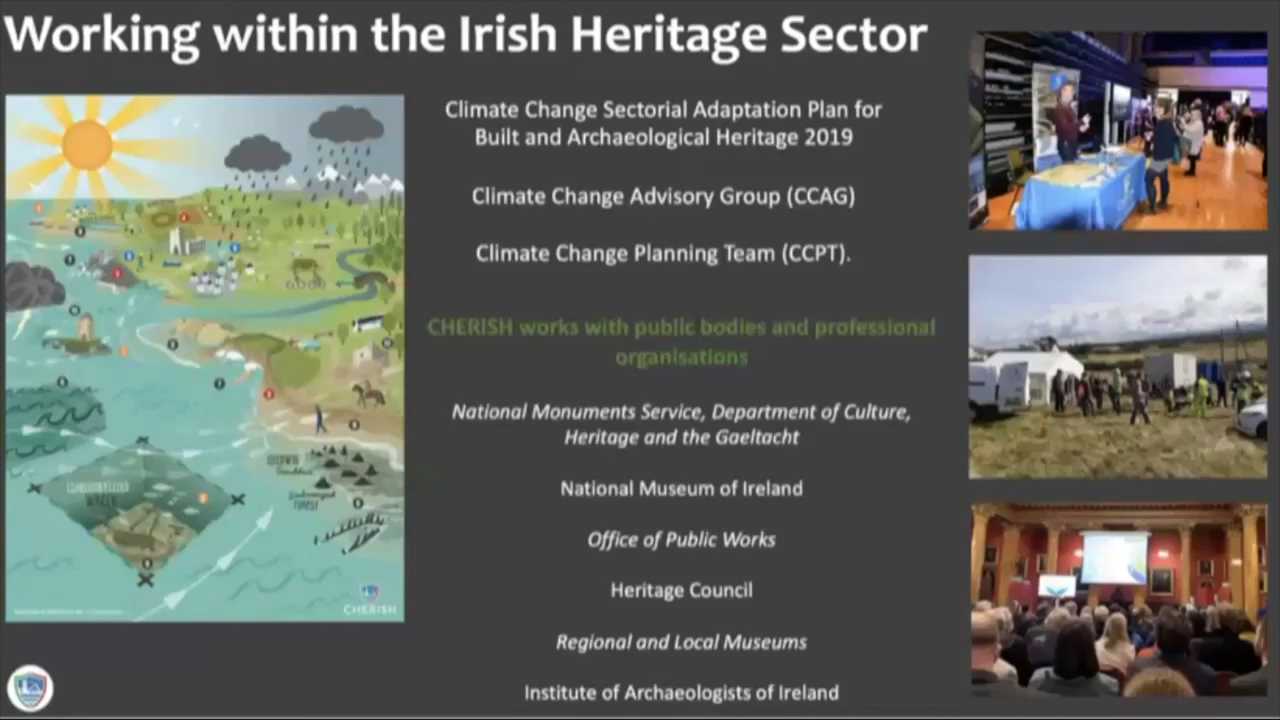 Working within the Irish Heritage Sector
Climate Change Sectorial Adaptation Plan for
Built and Archaeological Heritage 2019
Climate Change Advisory Group (CCAG)
Climate Change Planning Team (CCPT).
CHERISH works with public bodies and professional
organisations
National Monuments Service, Department of Culture,
Heritage and the Gaeltacht
National Museum of Ireland
Office of Public Works
Heritage Council
Regional and Local Museums
Institute of Archaeologists of Ireland
CHERISH